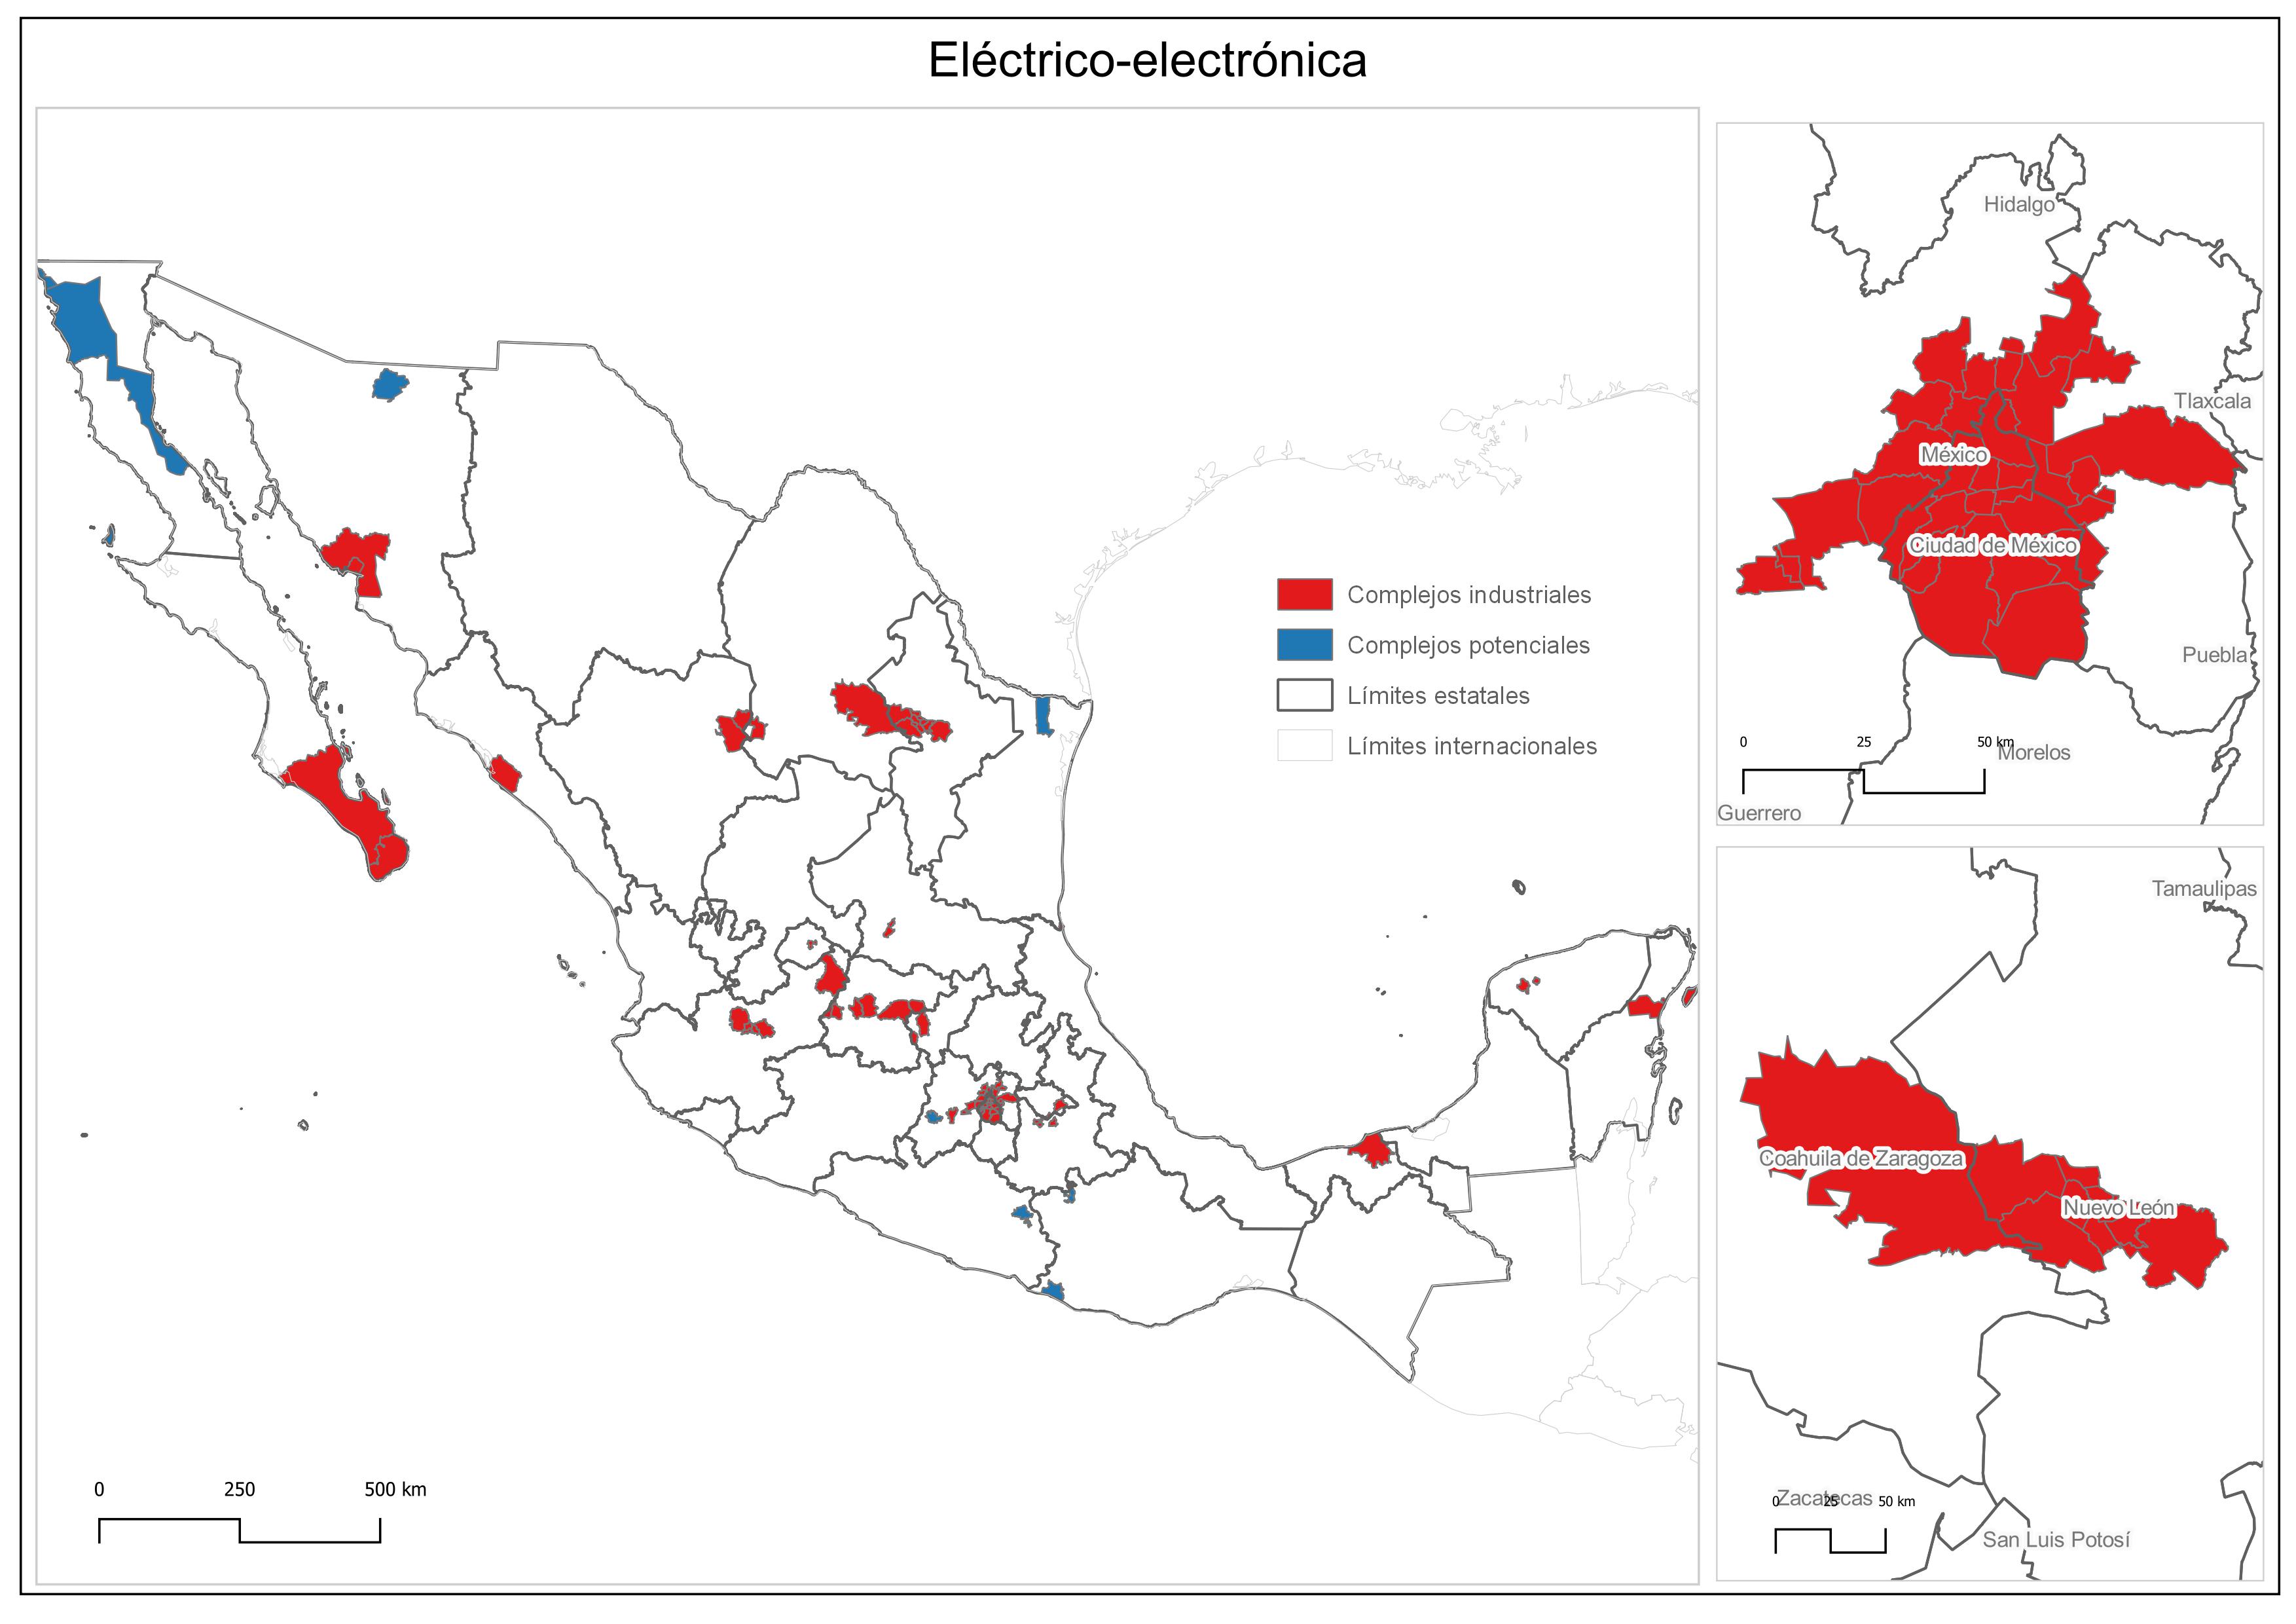 Eléctrico-electrónica
Complejos industriales
Complejos potenciales
Límites estatales
Límites internacionales
0 250 500 km
Hidalgo
Tlaxcala
México
Ciudad de México
Puebla
0 25 50 km
Morelos
Guerrero
Tamaulipas
Coahuila de Zaragoza
Nuevo León
Zacatecas
0 25 50 km
San Luis Potosí